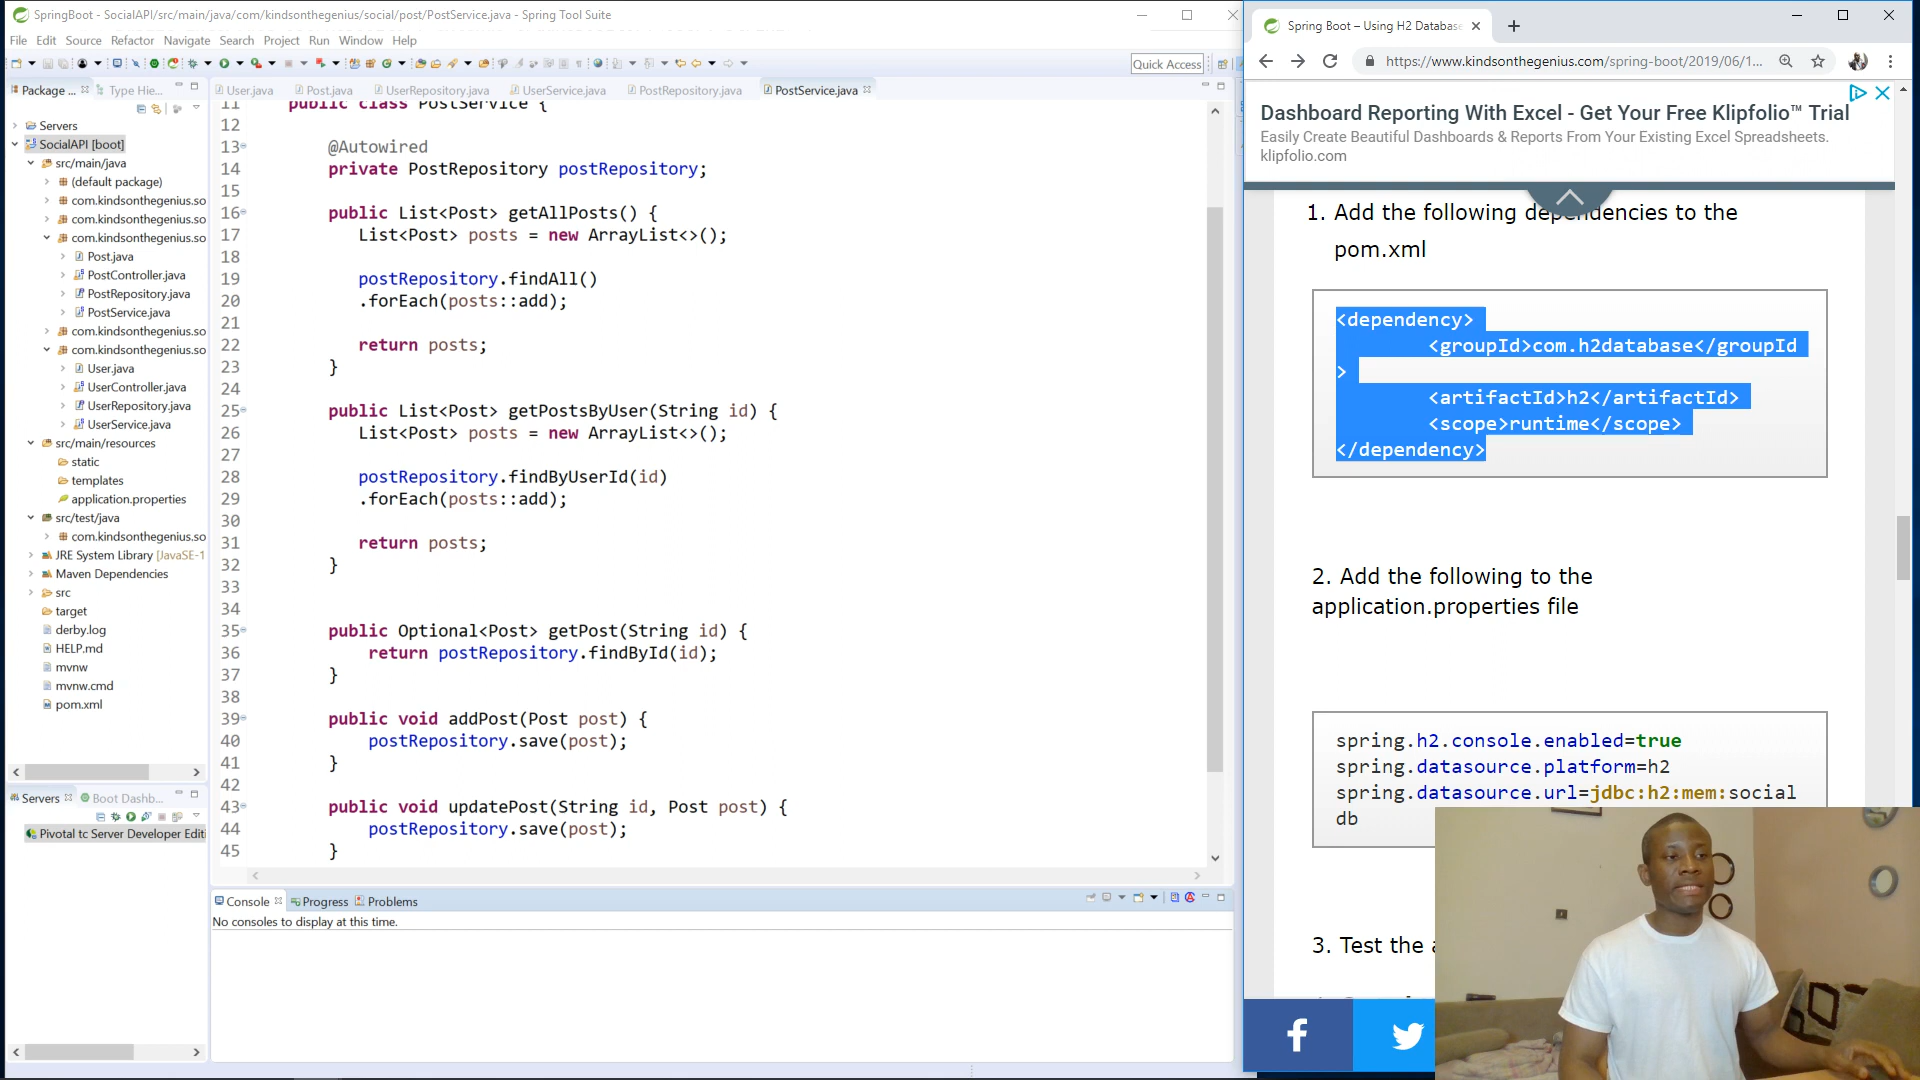 SpringBoot - SocialAPI/src/main/java/com/kindsonthegenius/social/post/PostService.java - Spring Tool Suite
File Edit Source Refactor Navigate Search Project Run Window Help
Quick Access
Package ...
Type Hie...
Servers
SocialAPI [boot]
src/main/java
(default package)
com.kindsonthegenius.so
com.kindsonthegenius.so
com.kindsonthegenius.so
Post.java
PostController.java
PostRepository.java
PostService.java
com.kindsonthegenius.so
com.kindsonthegenius.so
User.java
UserController.java
UserRepository.java
UserService.java
src/main/resources
static
templates
application.properties
src/test/java
com.kindsonthegenius.so
JRE System Library [JavaSE-1
Maven Dependencies
src
target
derby.log
HELP.md
mvnw
mvnw.cmd
pom.xml
Servers
Boot Dashb...
Pivotal tc Server Developer Editi
User.java
Post.java
UserRepository.java
UserService.java
PostRepository.java
PostService.java
11 public class PostService {
12
13 @Autowired
14 private PostRepository postRepository;
15
16 public List<Post> getAllPosts() {
17 List<Post> posts = new ArrayList<>();
18
19 postRepository.findAll()
20 .forEach(posts::add);
21
22 return posts;
23 }
24
25 public List<Post> getPostsByUser(String id) {
26 List<Post> posts = new ArrayList<>();
27
28 postRepository.findByUserId(id)
29 .forEach(posts::add);
30
31 return posts;
32 }
33
34
35 public Optional<Post> getPost(String id) {
36 return postRepository.findById(id);
37 }
38
39 public void addPost(Post post) {
40 postRepository.save(post);
41 }
42
43 public void updatePost(String id, Post post) {
44 postRepository.save(post);
45 }
Console
Progress
Problems
No consoles to display at this time.
Spring Boot – Using H2 Database
https://www.kindsonthegenius.com/spring-boot/2019/06/1...
Dashboard Reporting With Excel - Get Your Free Klipfolio™ Trial
Easily Create Beautiful Dashboards & Reports From Your Existing Excel Spreadsheets.
klipfolio.com
1. Add the following dependencies to the
pom.xml
<dependency>
<groupId>com.h2database</groupId
>
<artifactId>h2</artifactId>
<scope>runtime</scope>
</dependency>
2. Add the following to the
application.properties file
spring.h2.console.enabled=true
spring.datasource.platform=h2
spring.datasource.url=jdbc:h2:mem:social
db
3. Test the